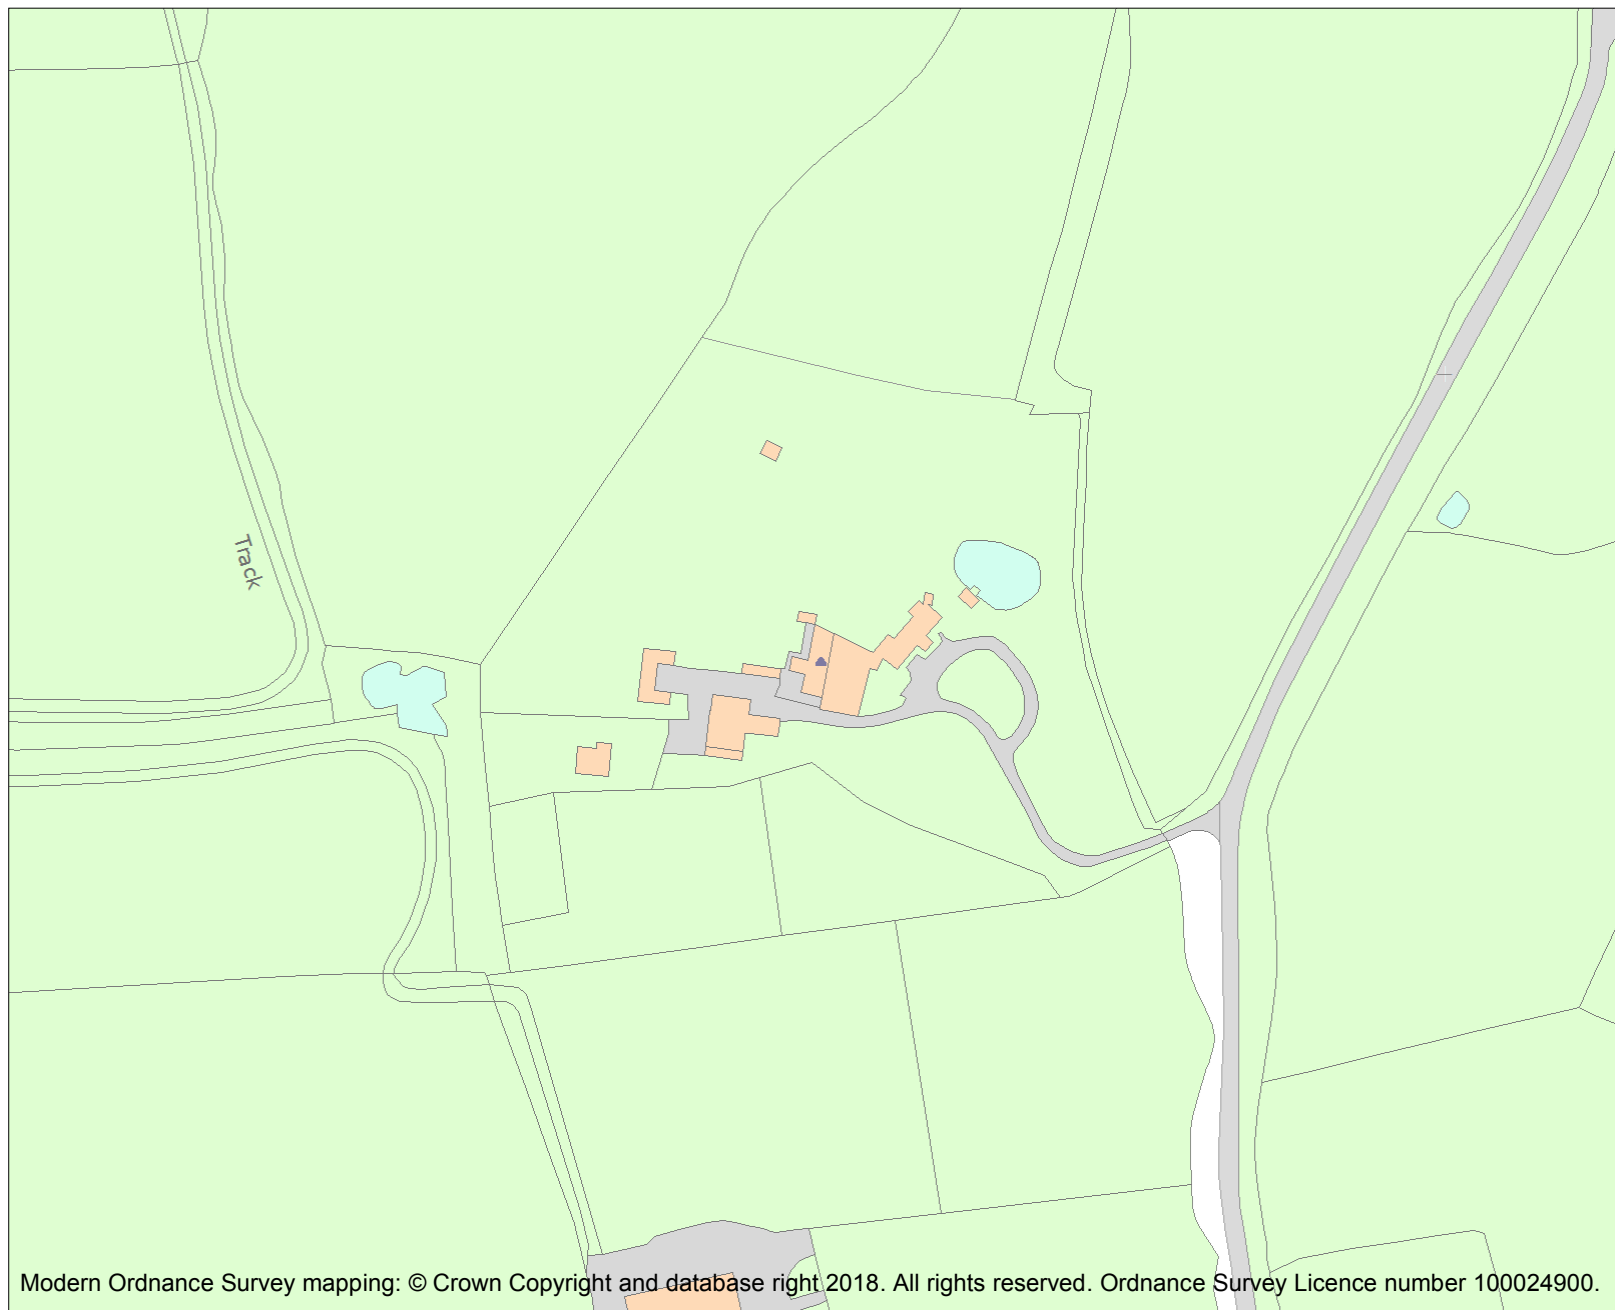 Track
Modern Ordnance Survey mapping: © Crown Copyright and database right 2018. All rights reserved. Ordnance Survey Licence number 100024900.